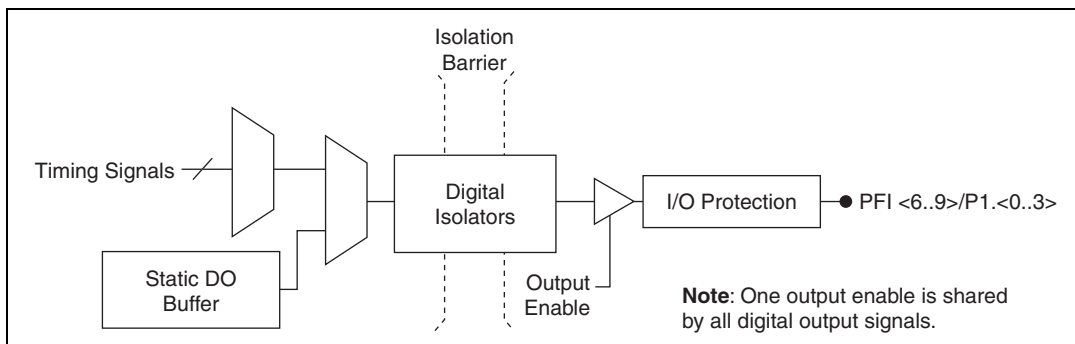 Isolation
Barrier
Timing Signals
Digital
Isolators
I/O Protection
PFI <6..9>/P1.<0..3>
Static DO
Buffer
Output
Enable
Note: One output enable is shared
by all digital output signals.